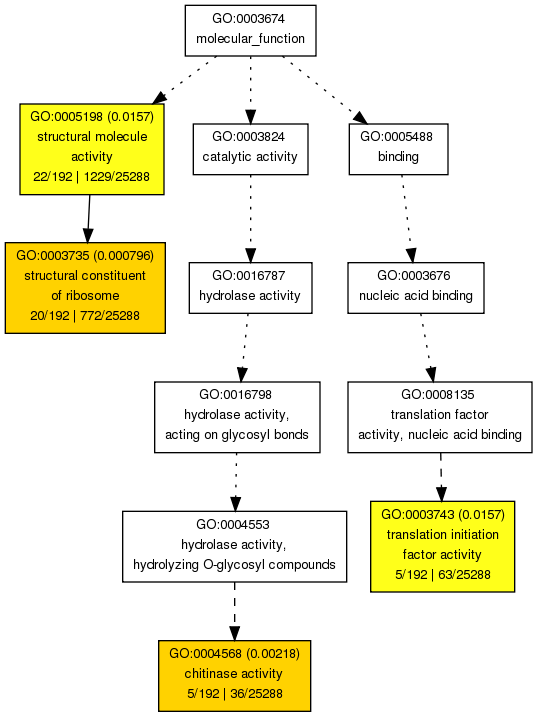 GO:0003674
molecular_function
GO:0005198 (0.0157)
structural molecule
activity
22/192 | 1229/25288
GO:0003824
catalytic activity
GO:0005488
binding
GO:0003735 (0.000796)
structural constituent
of ribosome
20/192 | 772/25288
GO:0016787
hydrolase activity
GO:0003676
nucleic acid binding
GO:0016798
hydrolase activity,
acting on glycosyl bonds
GO:0008135
translation factor
activity, nucleic acid binding
GO:0004553
hydrolase activity,
hydrolyzing O-glycosyl compounds
GO:0003743 (0.0157)
translation initiation
factor activity
5/192 | 63/25288
GO:0004568 (0.00218)
chitinase activity
5/192 | 36/25288